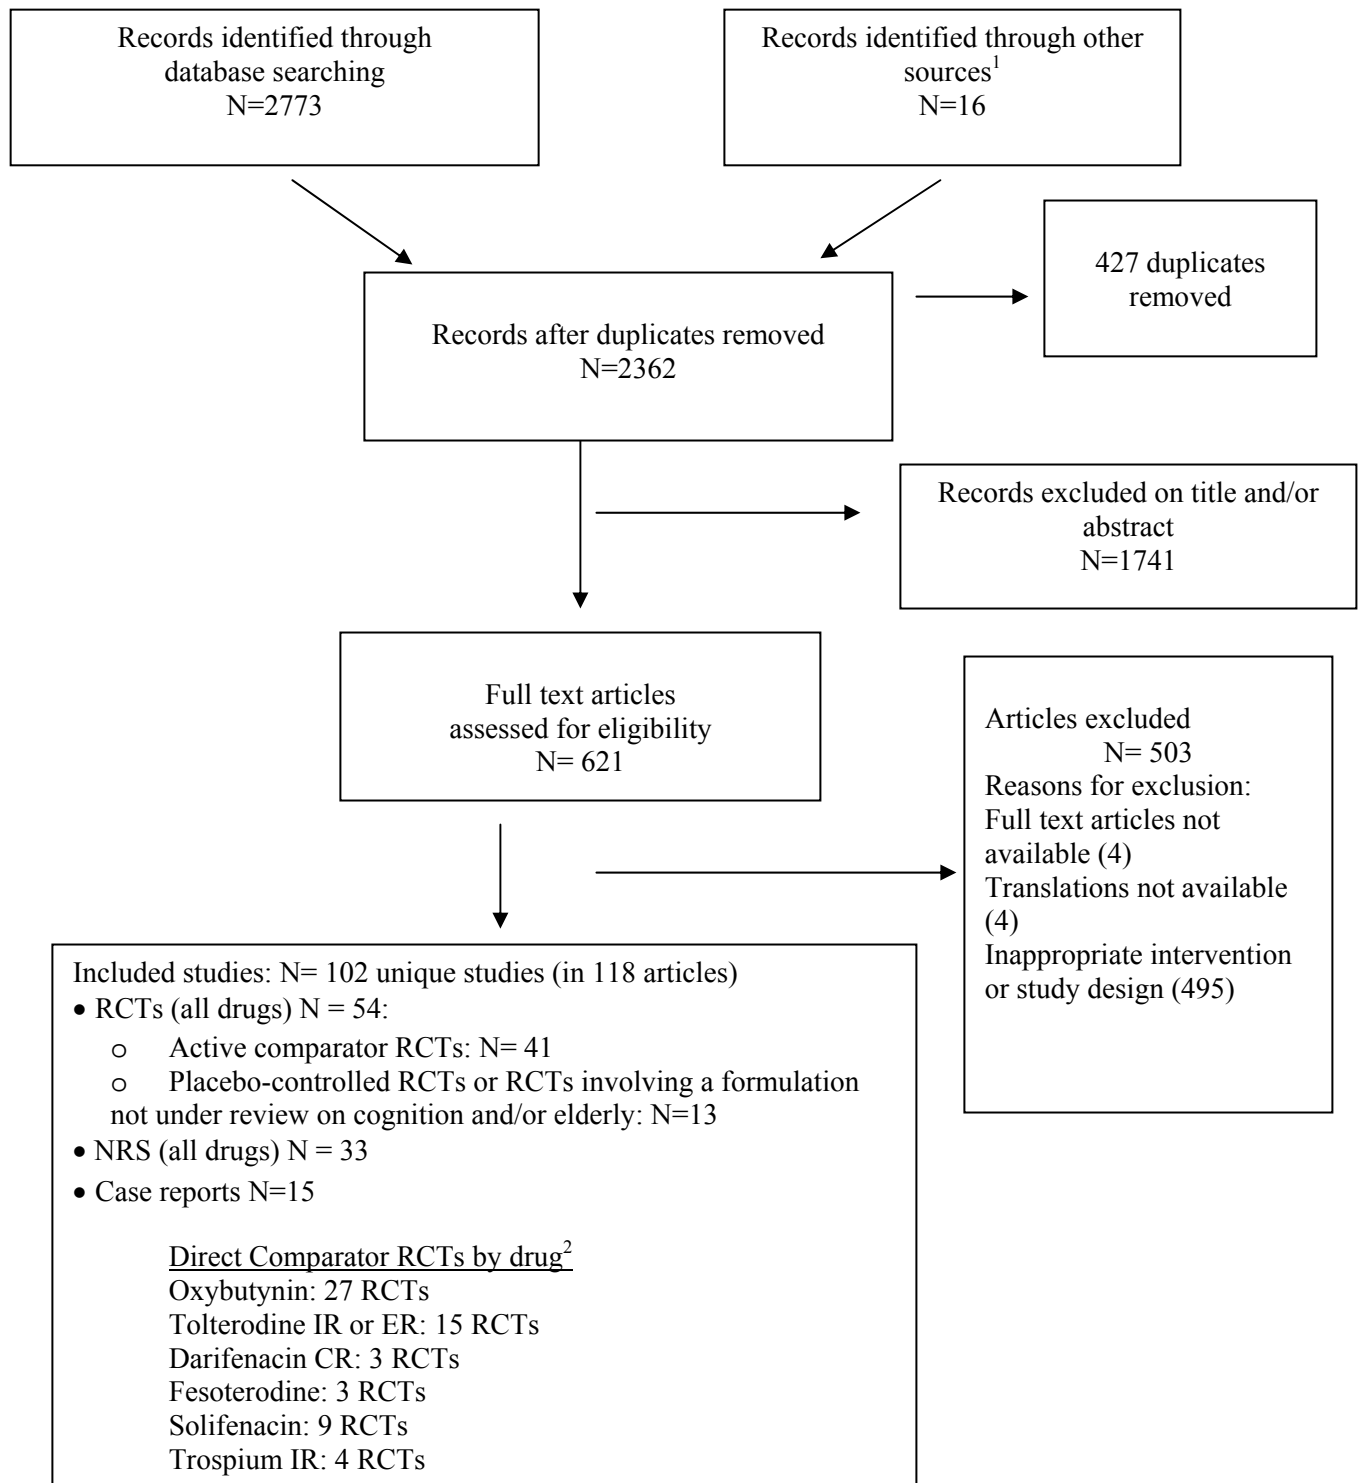 Records identified through
database searching
N=2773
Records identified through other
sources1
N=16
427 duplicates
removed
Records after duplicates removed
N=2362
Records excluded on title and/or
abstract
N=1741
Full text articles
assessed for eligibility
N= 621
Articles excluded
N= 503
Reasons for exclusion:
Full text articles not
available (4)
Translations not available
(4)
Inappropriate intervention
or study design (495)
Included studies: N= 102 unique studies (in 118 articles)
• RCTs (all drugs) N = 54:
o Active comparator RCTs: N= 41
o Placebo-controlled RCTs or RCTs involving a formulation
not under review on cognition and/or elderly: N=13
• NRS (all drugs) N = 33
• Case reports N=15
Direct Comparator RCTs by drug2
Oxybutynin: 27 RCTs
Tolterodine IR or ER: 15 RCTs
Darifenacin CR: 3 RCTs
Fesoterodine: 3 RCTs
Solifenacin: 9 RCTs
Trospium IR: 4 RCTs